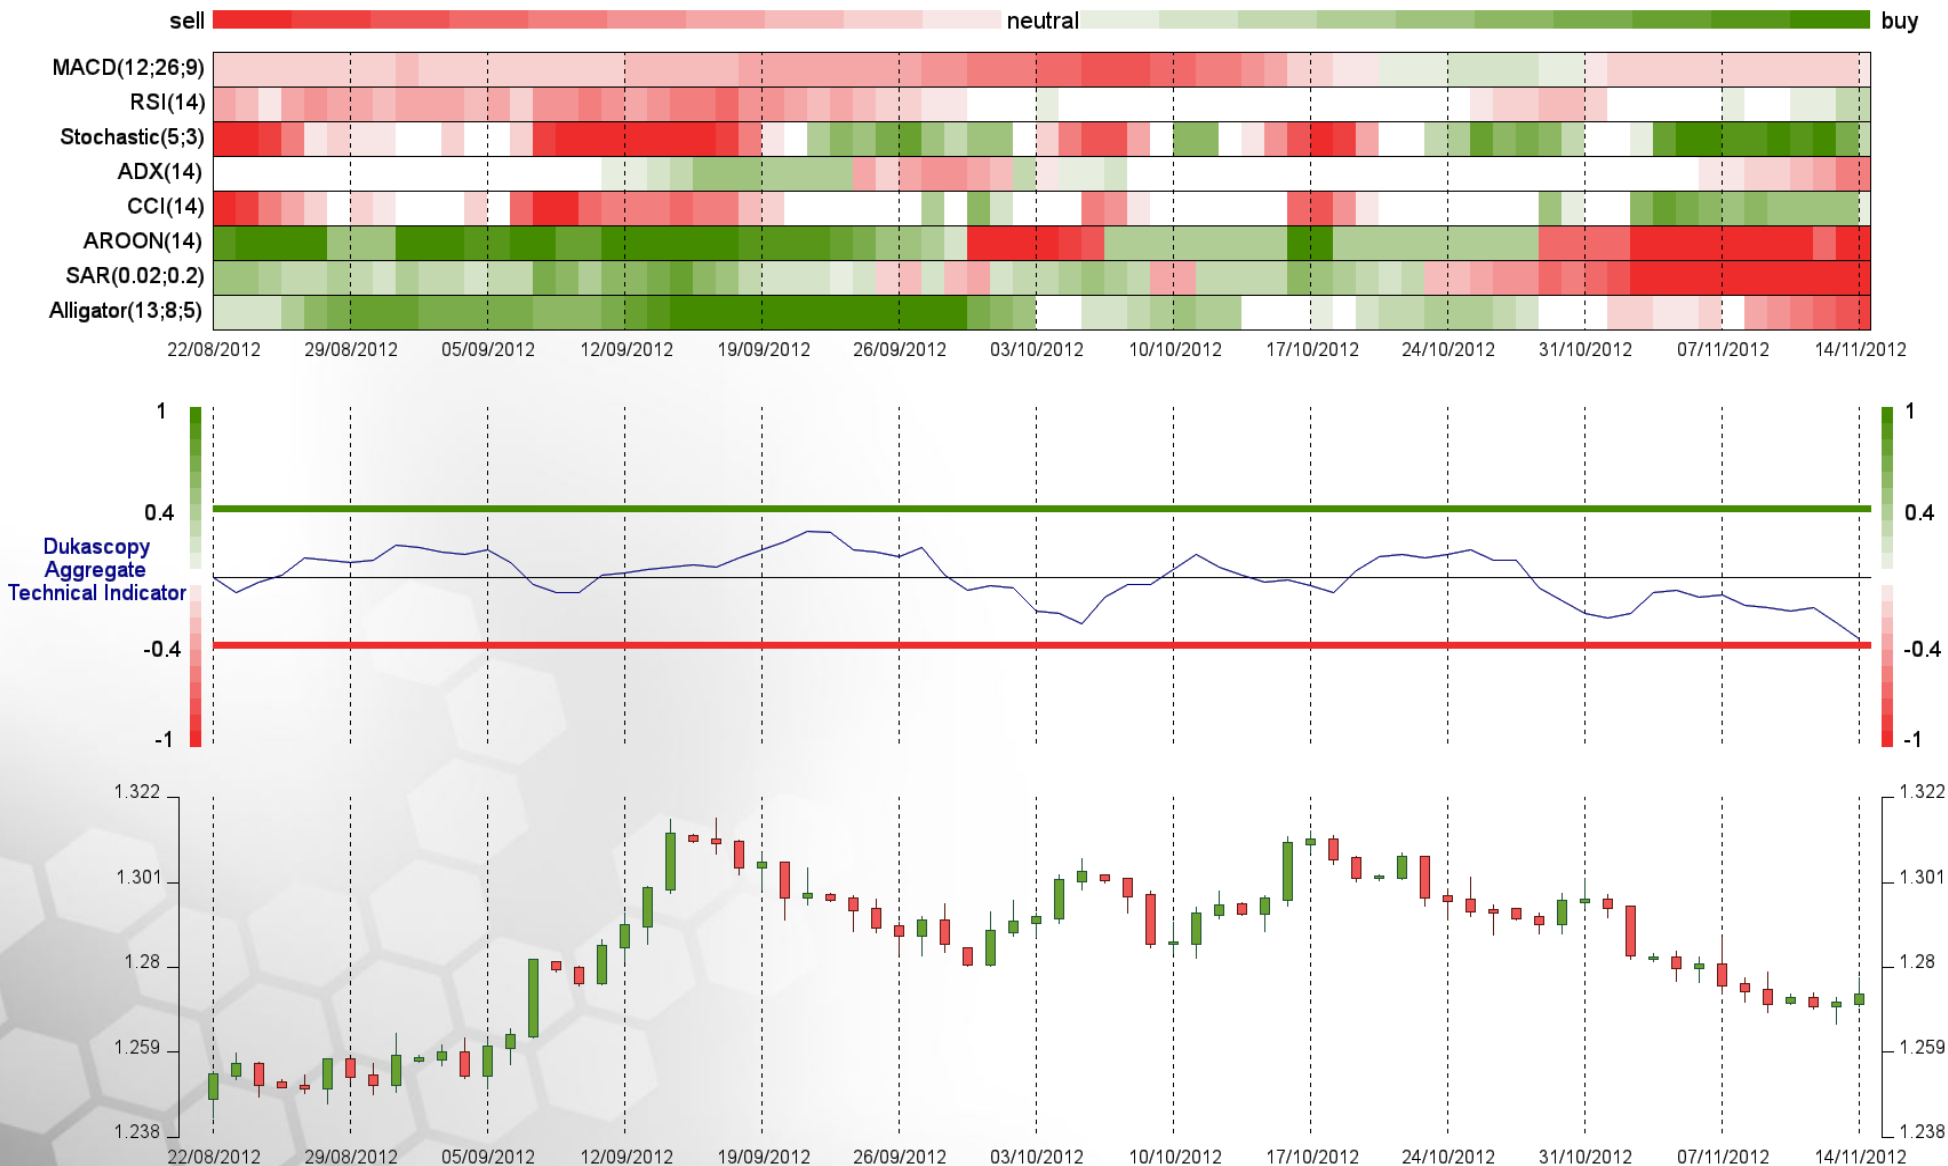 sell neutral buy
MACD(12;26;9)
RSI(14)
Stochastic(5;3)
ADX(14)
CCI(14)
AROON(14)
SAR(0.02;0.2)
Alligator(13;8;5)
22/08/2012 29/08/2012 05/09/2012 12/09/2012 19/09/2012 26/09/2012 03/10/2012 10/10/2012 17/10/2012 24/10/2012 31/10/2012 07/11/2012 14/11/2012
1 1
0.4 0.4
Dukascopy
Aggregate
Technical Indicator
-0.4 -0.4
-1 -1
1.322 1.322
1.301 1.301
1.28 1.28
1.259 1.259
1.238 1.238
22/08/2012 29/08/2012 05/09/2012 12/09/2012 19/09/2012 26/09/2012 03/10/2012 10/10/2012 17/10/2012 24/10/2012 31/10/2012 07/11/2012 14/11/2012